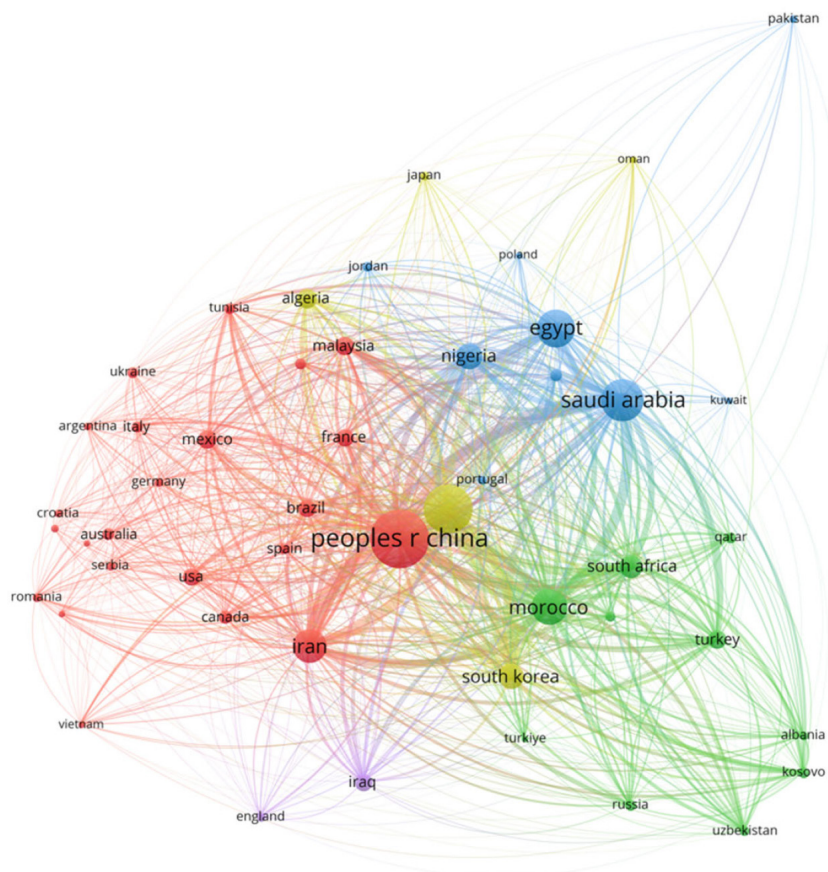 pakistan
oman
japan
poland
jordan
algeria
tunisia
egypt
malaysia
nigeria
ukraine
saudi arabia
kuwait
argentina
italy
mexico
france
germany
portugal
brazil
croatia
australia
peoples r china
qatar
spain
serbia
south africa
usa
romania
morocco
canada
turkey
iran
south korea
vietnam
turkiye
albania
kosovo
iraq
russia
england
uzbekistan